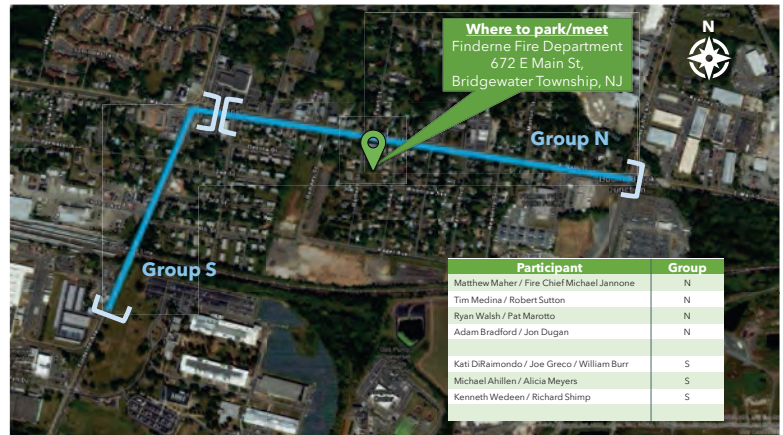 Where to park/meet
Finderne Fire Department
672 E Main St,
Bridgewater Township, NJ
N
Group N
Group S
Participant Group
Matthew Maher / Fire Chief Michael Jannone N
Tim Medina / Robert Sutton N
Ryan Walsh / Pat Marotto N
Adam Bradford / Jon Dugan N
Kati DiRaimondo / Joe Greco / William Burr S
Michael Ahillen / Alicia Meyers S
Kenneth Wedeen / Richard Shimp S